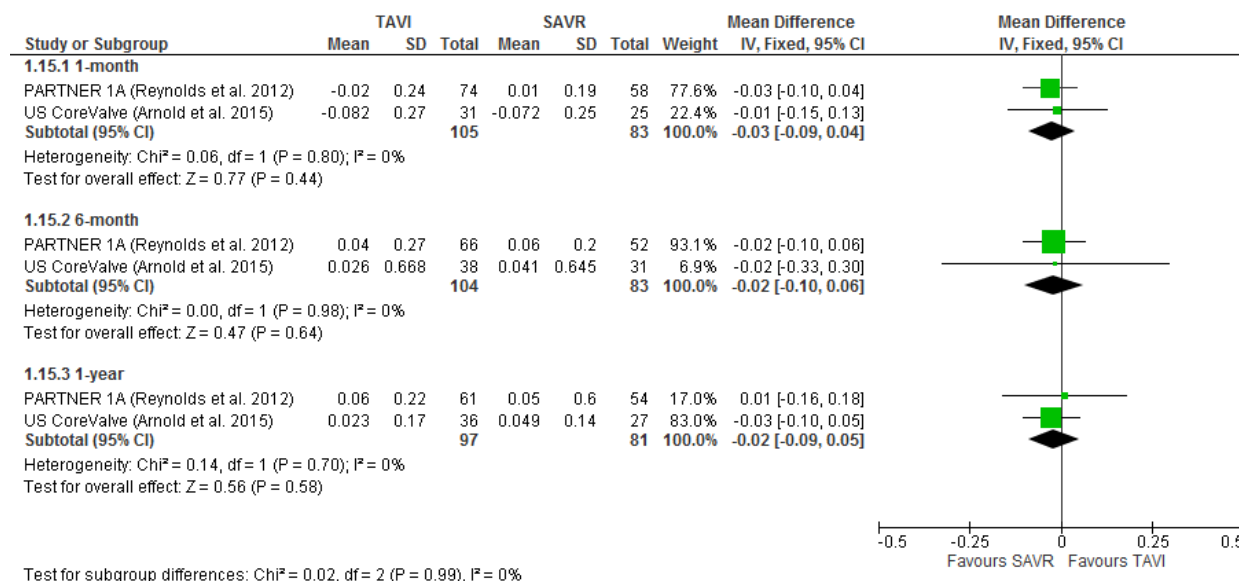 TAVI SAVR Mean Difference Mean Difference
Study or Subgroup Mean SD Total Mean SD Total Weight IV, Fixed, 95% CI IV, Fixed, 95% CI
1.15.1 1-month
PARTNER 1A (Reynolds et al. 2012) -0.02 0.24 74 0.01 0.19 58 77.6% -0.03 [-0.10, 0.04]
US CoreValve (Arnold et al. 2015) -0.082 0.27 31 -0.072 0.25 25 22.4% -0.01 [-0.15, 0.13]
Subtotal (95% CI) 105 83 100.0% -0.03 [-0.09, 0.04]
Heterogeneity: Chi² = 0.06, df = 1 (P = 0.80); I² = 0%
Test for overall effect: Z = 0.77 (P = 0.44)
1.15.2 6-month
PARTNER 1A (Reynolds et al. 2012) 0.04 0.27 66 0.06 0.2 52 93.1% -0.02 [-0.10, 0.06]
US CoreValve (Arnold et al. 2015) 0.026 0.668 38 0.041 0.645 31 6.9% -0.02 [-0.33, 0.30]
Subtotal (95% CI) 104 83 100.0% -0.02 [-0.10, 0.06]
Heterogeneity: Chi² = 0.00, df = 1 (P = 0.98); I² = 0%
Test for overall effect: Z = 0.47 (P = 0.64)
1.15.3 1-year
PARTNER 1A (Reynolds et al. 2012) 0.06 0.22 61 0.05 0.6 54 17.0% 0.01 [-0.16, 0.18]
US CoreValve (Arnold et al. 2015) 0.023 0.17 36 0.049 0.14 27 83.0% -0.03 [-0.10, 0.05]
Subtotal (95% CI) 97 81 100.0% -0.02 [-0.09, 0.05]
Heterogeneity: Chi² = 0.14, df = 1 (P = 0.70); I² = 0%
Test for overall effect: Z = 0.56 (P = 0.58)
-0.5 -0.25 0 0.25 0.5
Favours SAVR Favours TAVI
Test for subgroup differences: Chi² = 0.02, df = 2 (P = 0.99), I² = 0%